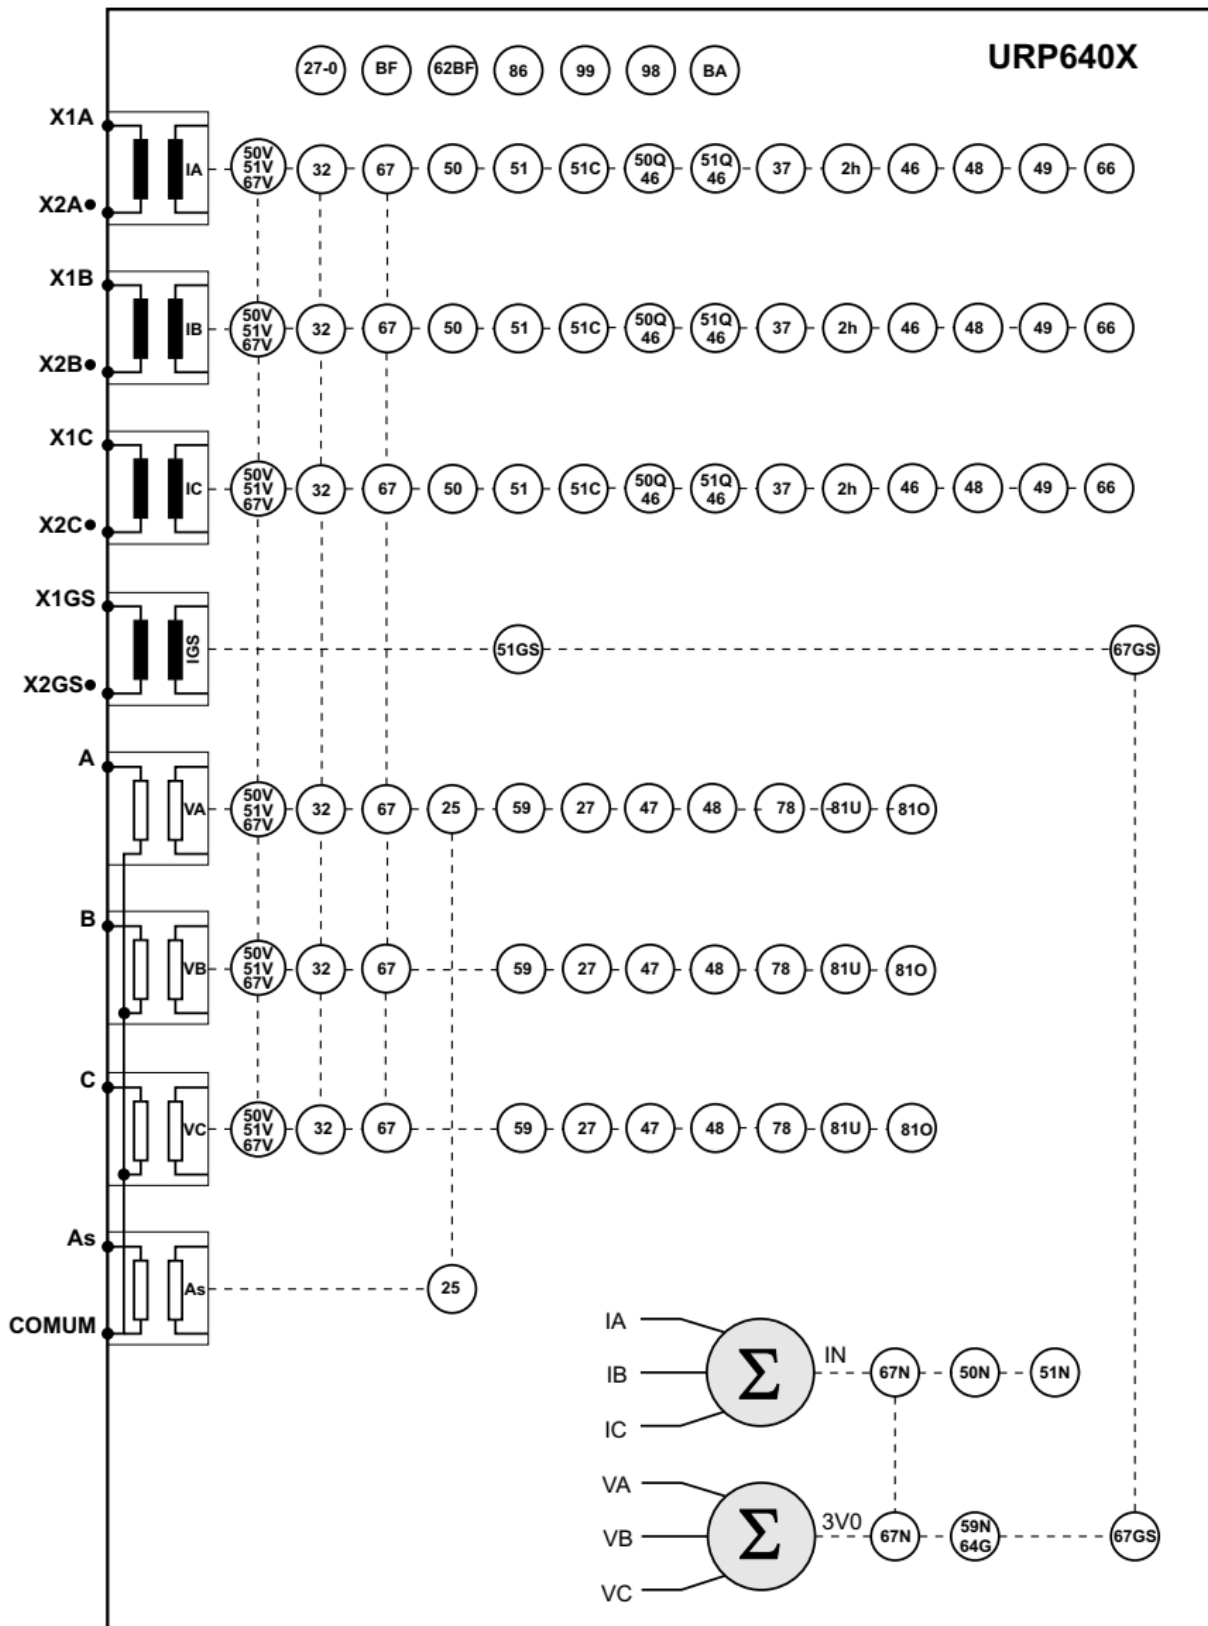 URP640X
27-0 BF 62BF 86 99 98 BA
X1A
IA 50V 51V 67V 32 67 50 51 51C 50Q 46 51Q 46 37 2h 46 48 49 66
X2A
X1B
IB 50V 51V 67V 32 67 50 51 51C 50Q 46 51Q 46 37 2h 46 48 49 66
X2B
X1C
IC 50V 51V 67V 32 67 50 51 51C 50Q 46 51Q 46 37 2h 46 48 49 66
X2C
X1GS
IGS 51GS 67GS
X2GS
A
VA 50V 51V 67V 32 67 25 59 27 47 48 78 81U 81O
B
VB 50V 51V 67V 32 67 59 27 47 48 78 81U 81O
C
VC 50V 51V 67V 32 67 59 27 47 48 78 81U 81O
As
As 25
COMUM
IA
IB Σ IN 67N 50N 51N
IC
VA
VB Σ 3V0 67N 59N 64G 67GS
VC